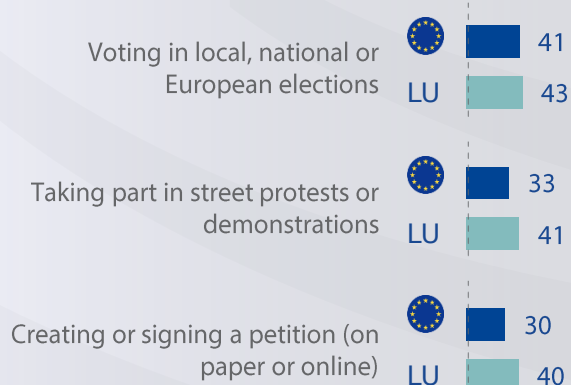 Voting in local, national or
European elections
41
LU 43
Taking part in street protests or
demonstrations
33
LU 41
Creating or signing a petition (on
paper or online)
30
LU 40